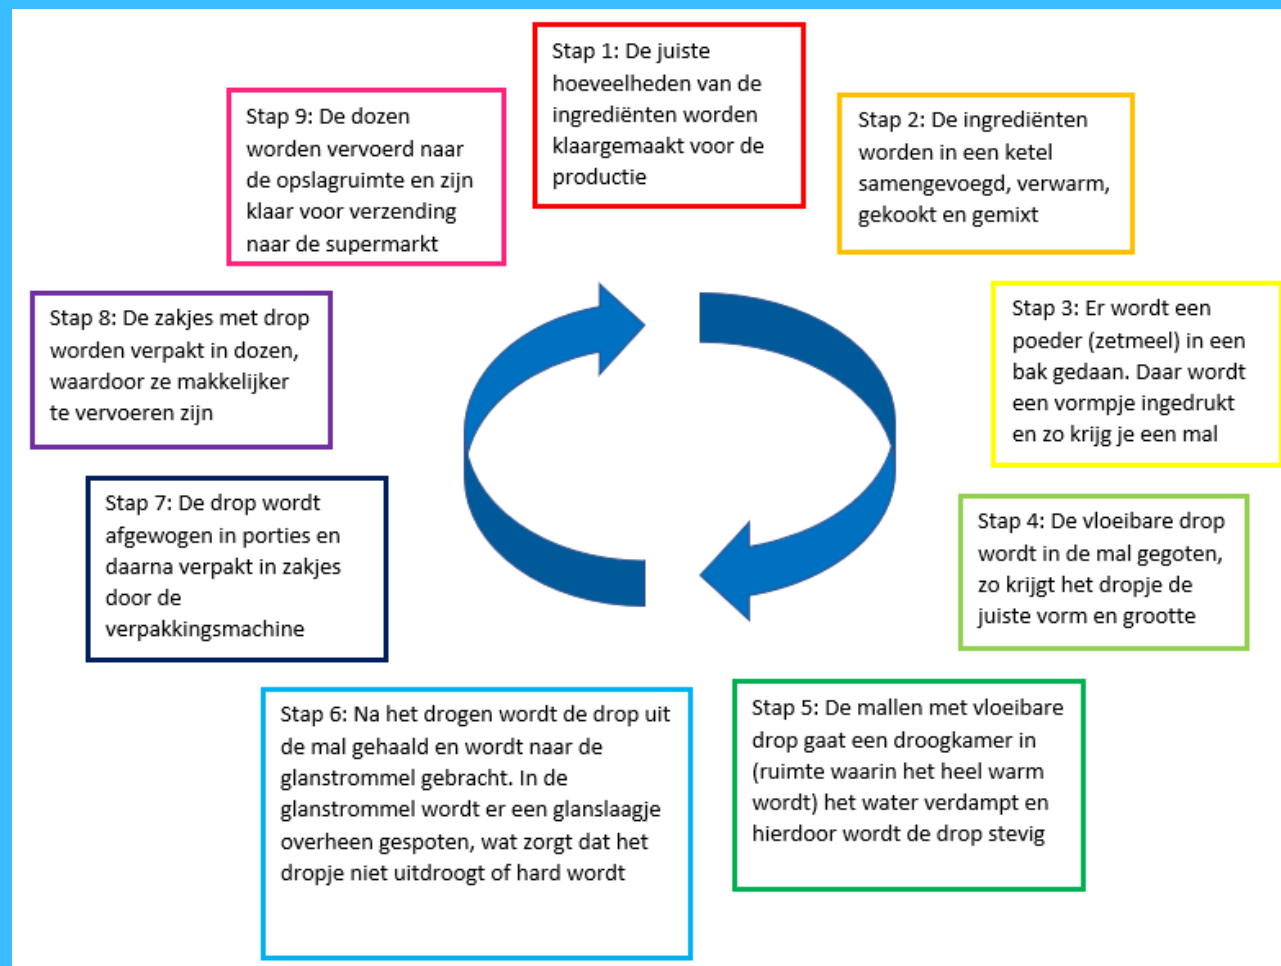 Stap 1: De juiste
hoeveelheden van de
ingrediënten worden
klaargemaakt voor de
productie
Stap 2: De ingrediënten
worden in een ketel
samengevoegd, verwarm,
gekookt en gemixt
Stap 3: Er wordt een
poeder (zetmeel) in een
bak gedaan. Daar wordt
een vormpje ingedrukt
en zo krijg je een mal
Stap 4: De vloeibare drop
wordt in de mal gegoten,
zo krijgt het dropje de
juiste vorm en grootte
Stap 5: De mallen met vloeibare
drop gaat een droogkamer in
(ruimte waarin het heel warm
wordt) het water verdampt en
hierdoor wordt de drop stevig
Stap 6: Na het drogen wordt de drop uit
de mal gehaald en wordt naar de
glanstrommel gebracht. In de
glanstrommel wordt er een glanslaagje
overheen gespoten, wat zorgt dat het
dropje niet uitdroogt of hard wordt
Stap 7: De drop wordt
afgewogen in porties en
daarna verpakt in zakjes
door de
verpakkingsmachine
Stap 8: De zakjes met drop
worden verpakt in dozen,
waardoor ze makkelijker
te vervoeren zijn
Stap 9: De dozen
worden vervoerd naar
de opslagruimte en zijn
klaar voor verzending
naar de supermarkt